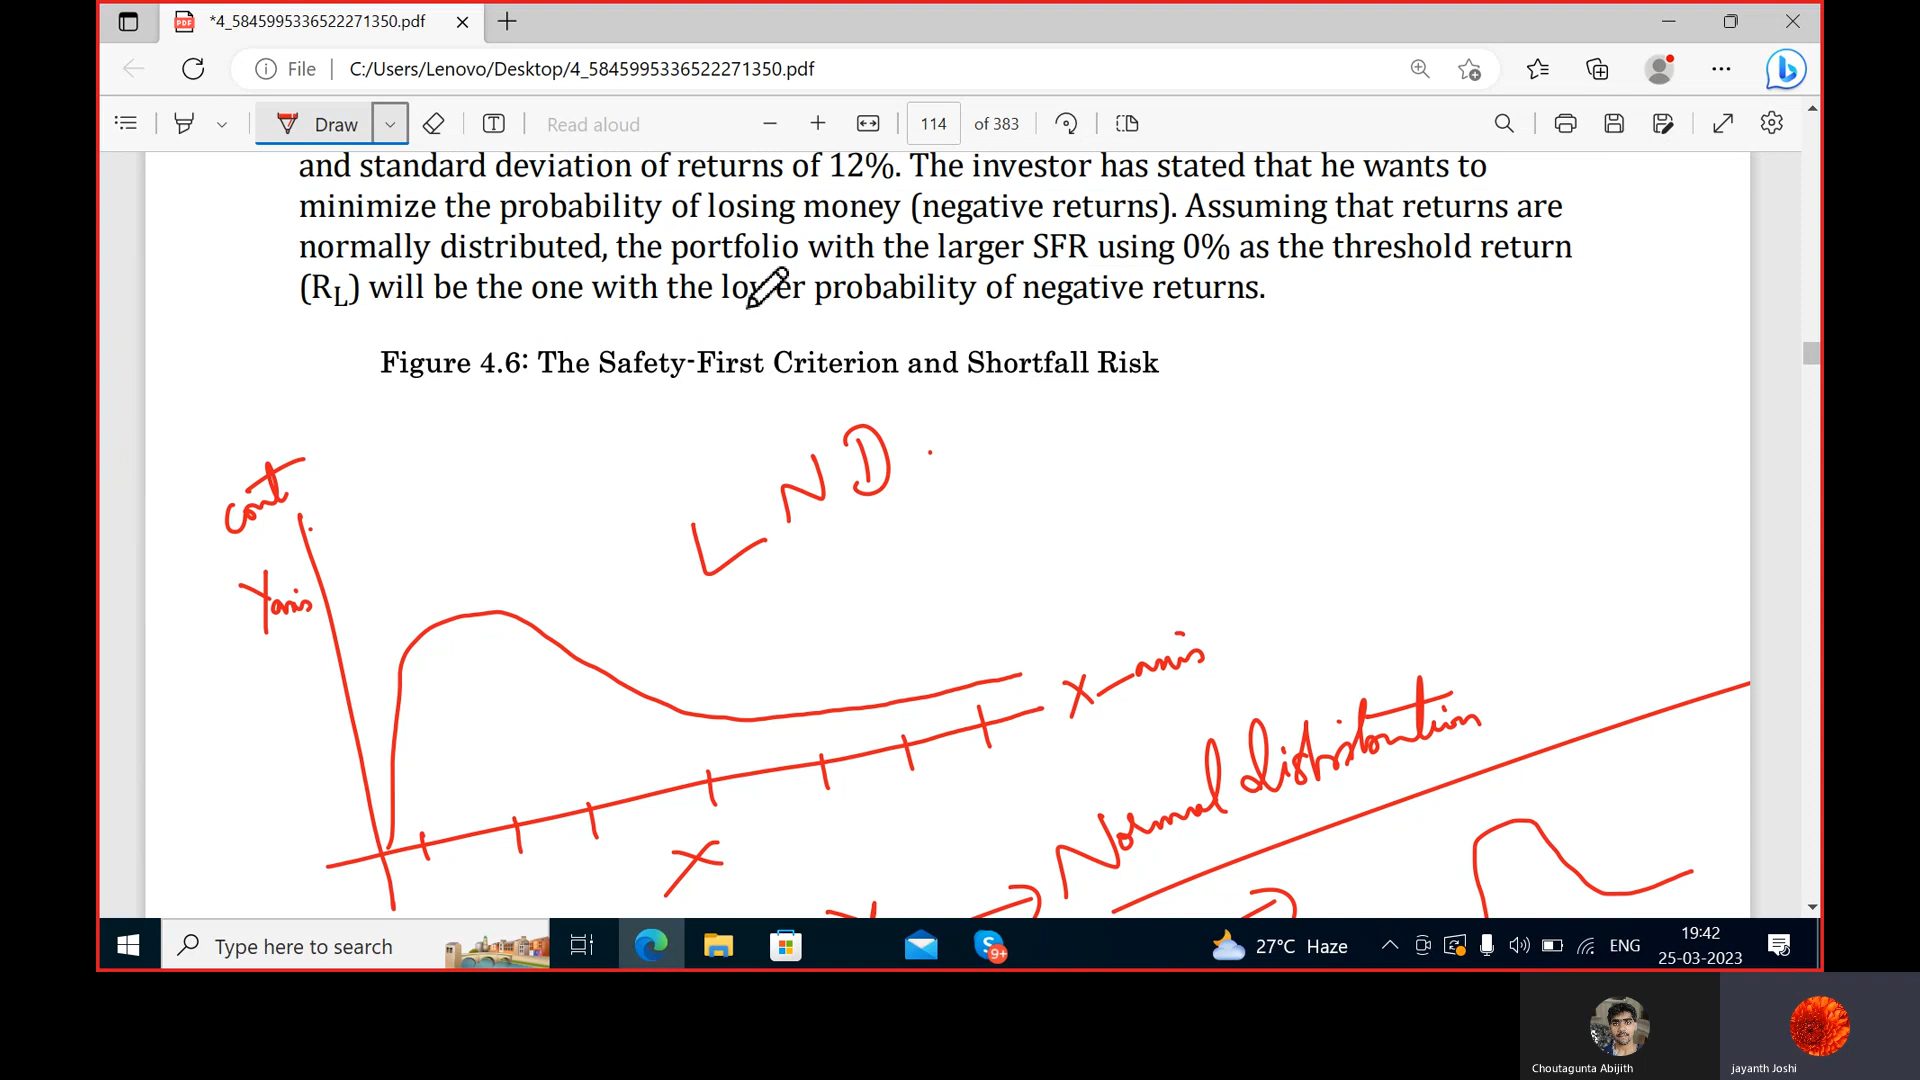 *4_5845995336522271350.pdf
File C:/Users/Lenovo/Desktop/4_5845995336522271350.pdf
Draw Read aloud 114 of 383
and standard deviation of returns of 12%. The investor has stated that he wants to
minimize the probability of losing money (negative returns). Assuming that returns are
normally distributed, the portfolio with the larger SFR using 0% as the threshold return
(RL) will be the one with the lower probability of negative returns.
Figure 4.6: The Safety-First Criterion and Shortfall Risk
LND
cont
Y axis
X-axis
Normal distribution
X
Type here to search 27°C Haze ENG 19:42
25-03-2023
9+
Choutagunta Abijith jayanth Joshi